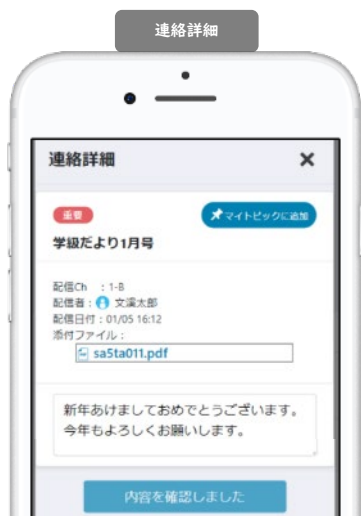 連絡詳細
連絡詳細 ×
重要 マイトピックに追加
学級だより1月号
配信Ch : 1-B
配信者: 文溪太郎
配信日付: 01/05 16:12
添付ファイル:
sa5ta011.pdf
新年あけましておめでとうございます。
今年もよろしくお願いします。
内容を確認しました